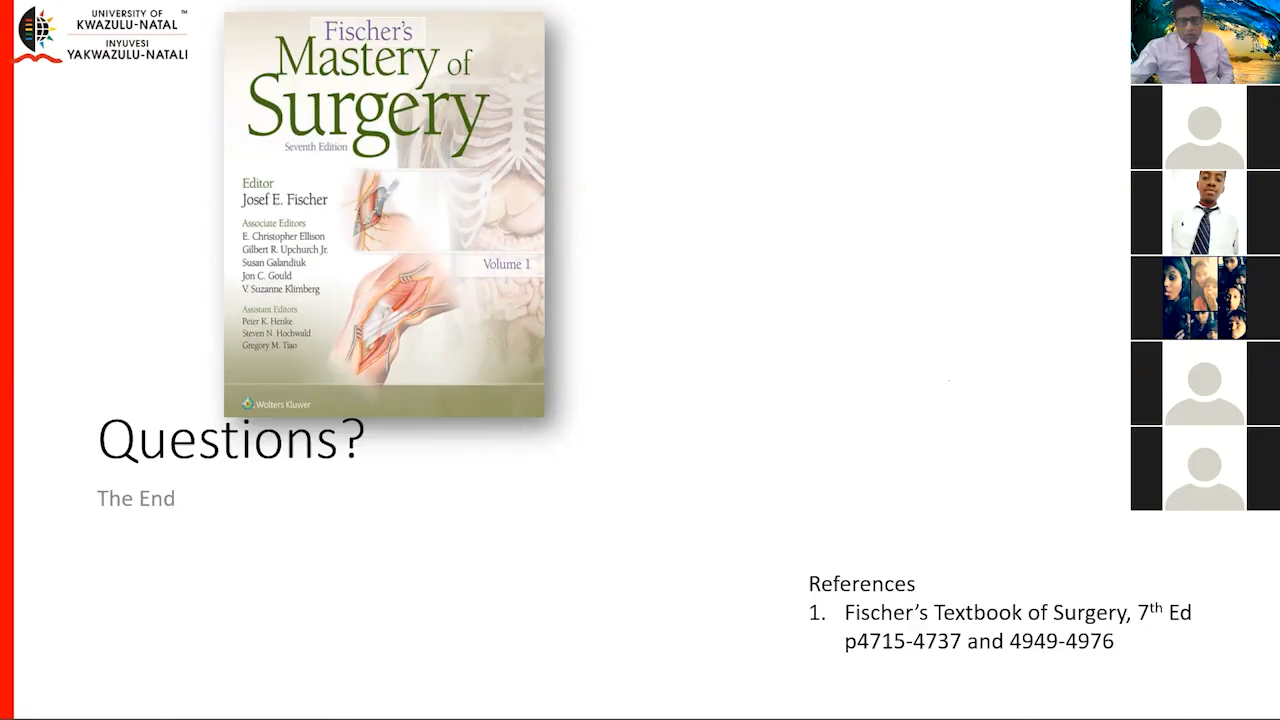 UNIVERSITY OF ™
KWAZULU-NATAL
INYUVESI
YAKWAZULU-NATALI
Fischer's
Mastery of
Surgery
Seventh Edition
Editor
Josef E. Fischer
Associate Editors
E. Christopher Ellison
Gilbert R. Upchurch Jr.
Susan Galandiuk
Jon C. Gould
V. Suzanne Klimberg
Volume 1
Assistant Editors
Peter K. Henke
Steven N. Hochwald
Gregory M. Tiao
Wolters Kluwer
Questions?
The End
References
1. Fischer’s Textbook of Surgery, 7th Ed
p4715-4737 and 4949-4976